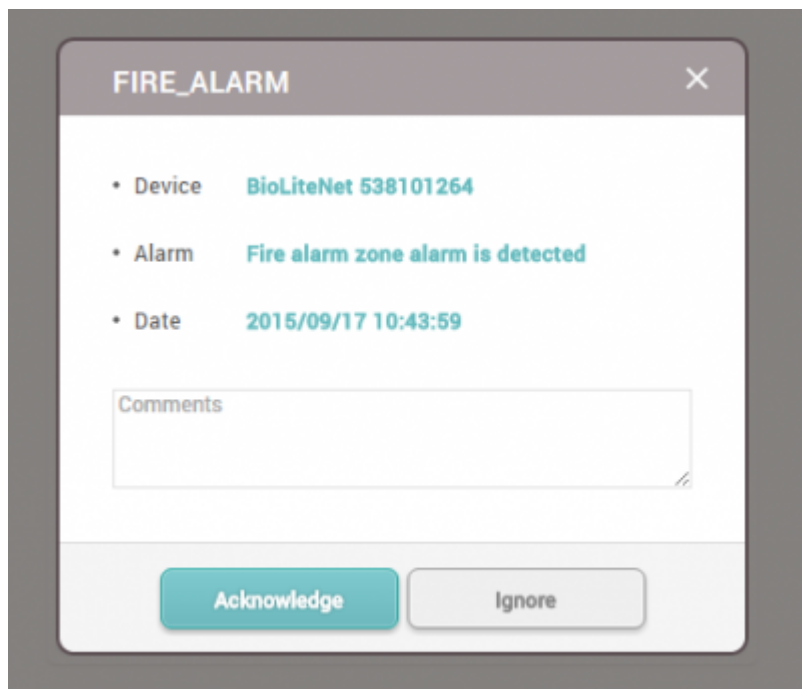 FIRE_ALARM
• Device BioLiteNet 538101264
• Alarm Fire alarm zone alarm is detected
• Date 2015/09/17 10:43:59
Comments
Acknowledge Ignore